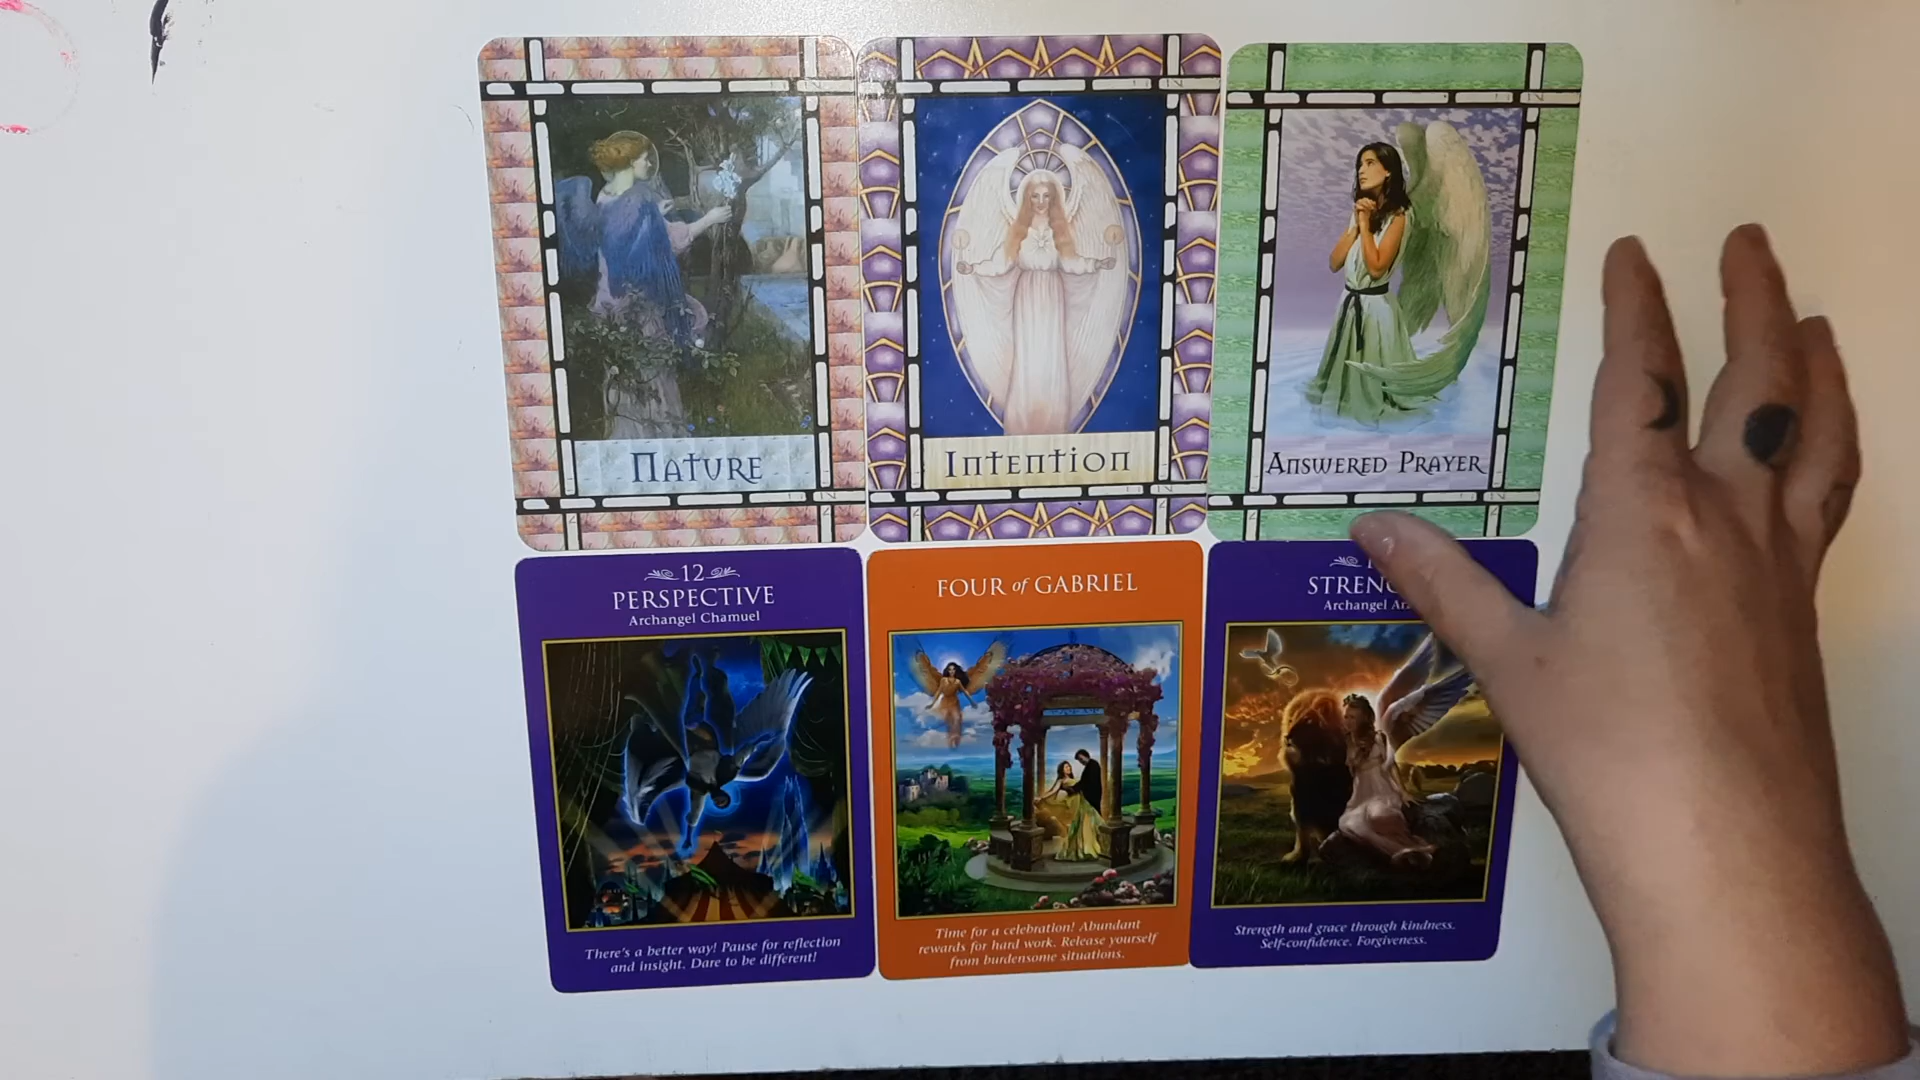 Nature
Intention
Answered Prayer
12
PERSPECTIVE
Archangel Chamuel
There's a better way! Pause for reflection
and insight. Dare to be different!
FOUR of GABRIEL
Time for a celebration! Abundant
rewards for hard work. Release yourself
from burdensome situations.
Archangel
Strength and grace through kindness.
Self-confidence. Forgiveness.